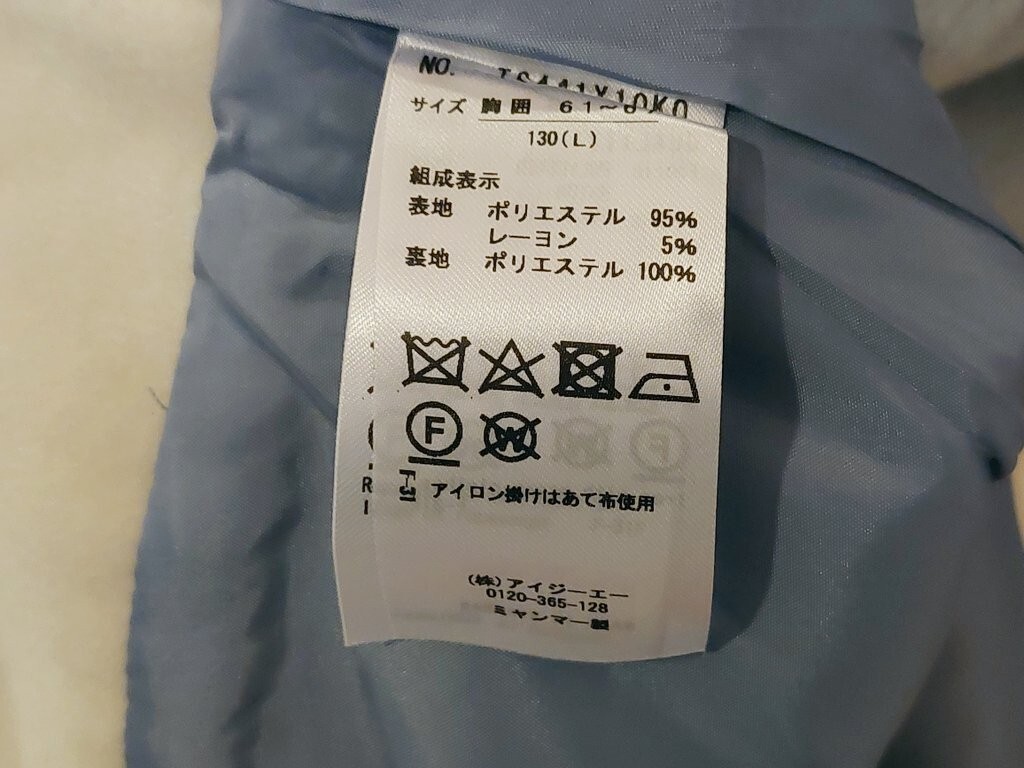 NO.
サイズ 胸囲 61～
130(L)
組成表示
表地 ポリエステル 95%
レーヨン 5%
裏地 ポリエステル 100%
F
W
F-31 アイロン掛けはあて布使用
(株)アイジーエー
0120-365-128
ミヤンマー製